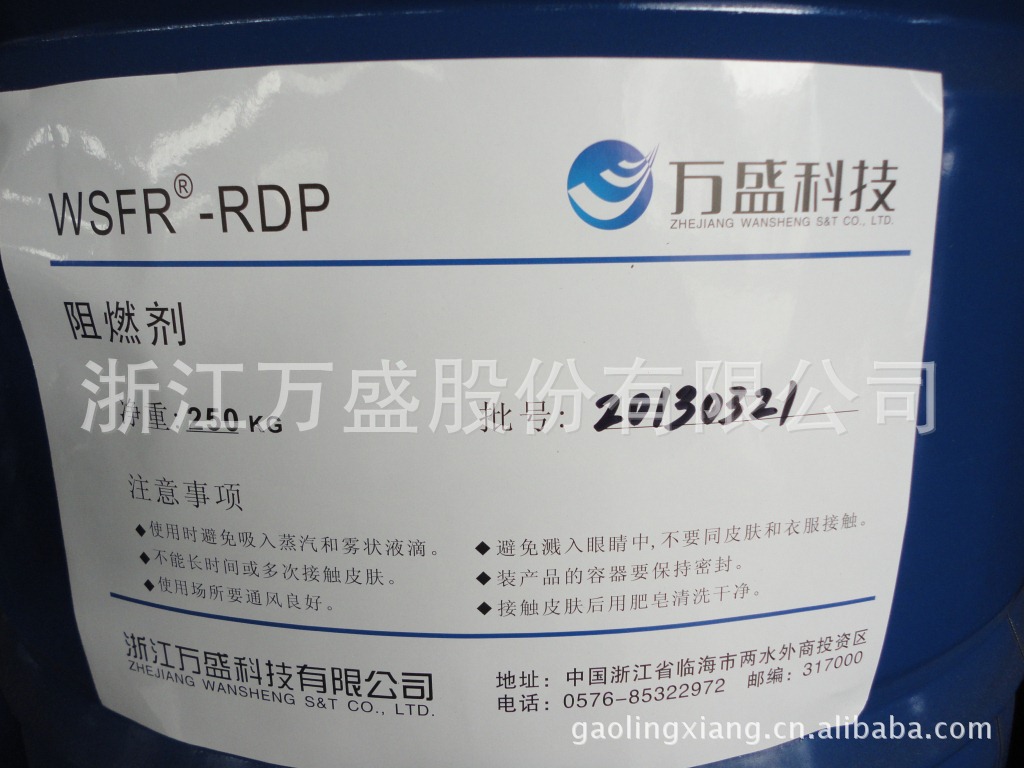 WSFR®-RDP
万盛科技
ZHEJIANG WANSHENG S&T CO., LTD.
阻燃剂
浙江万盛股份有限公司
净重: 250 KG
批号: 20130321
注意事项
◆使用时避免吸入蒸汽和雾状液滴。
◆不能长时间或多次接触皮肤。
◆使用场所要通风良好。
◆避免溅入眼睛中,不要同皮肤和衣服接触。
◆装产品的容器要保持密封。
◆接触皮肤后用肥皂清洗干净。
浙江万盛科技有限公司
ZHEJIANG WANSHENG S&T CO., LTD.
地址: 中国浙江省临海市两水外商投资区
电话: 0576-85322972 邮编: 317000
gaolingxiang.cn.alibaba.com